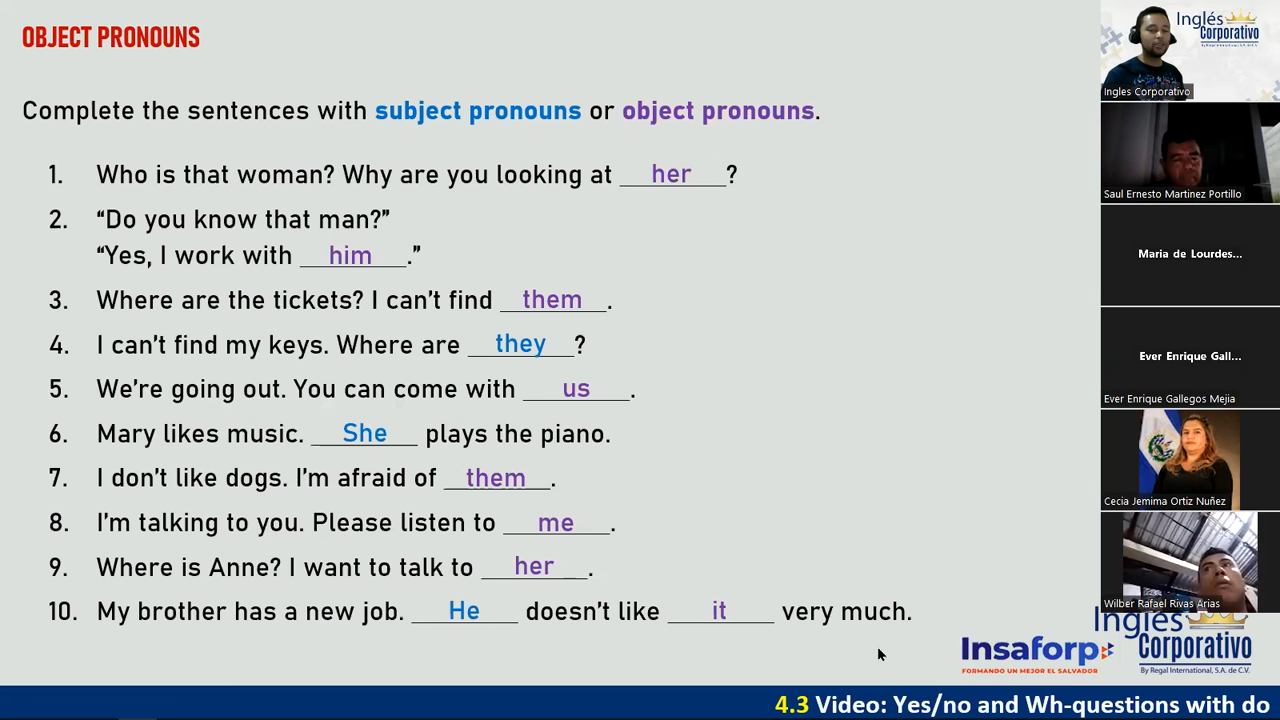 OBJECT PRONOUNS
Complete the sentences with subject pronouns or object pronouns.
1. Who is that woman? Why are you looking at her?
2. “Do you know that man?”
“Yes, I work with him.”
3. Where are the tickets? I can’t find them.
4. I can’t find my keys. Where are they?
5. We’re going out. You can come with us.
6. Mary likes music. She plays the piano.
7. I don’t like dogs. I’m afraid of them.
8. I’m talking to you. Please listen to me.
9. Where is Anne? I want to talk to her.
10. My brother has a new job. He doesn’t like it very much.
Inglés
Corporativo
By Regal International, S.A. de C.V.
Ingles Corporativo
Saul Ernesto Martinez Portillo
Maria de Lourdes...
Ever Enrique Gall...
Ever Enrique Gallegos Mejia
Cecia Jemima Ortiz Nuñez
Wilber Rafael Rivas Arias
Inglés
Corporativo
By Regal International, S.A. de C.V.
Insaforp
FORMANDO UN MEJOR EL SALVADOR
4.3 Video: Yes/no and Wh-questions with do